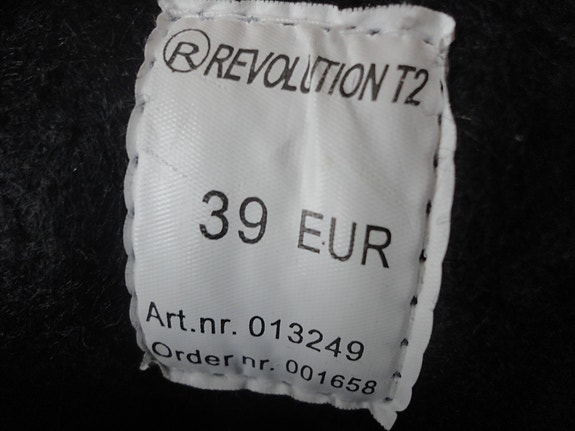 ®REVOLUTION T2
39 EUR
Art.nr. 013249
Order nr. 001658